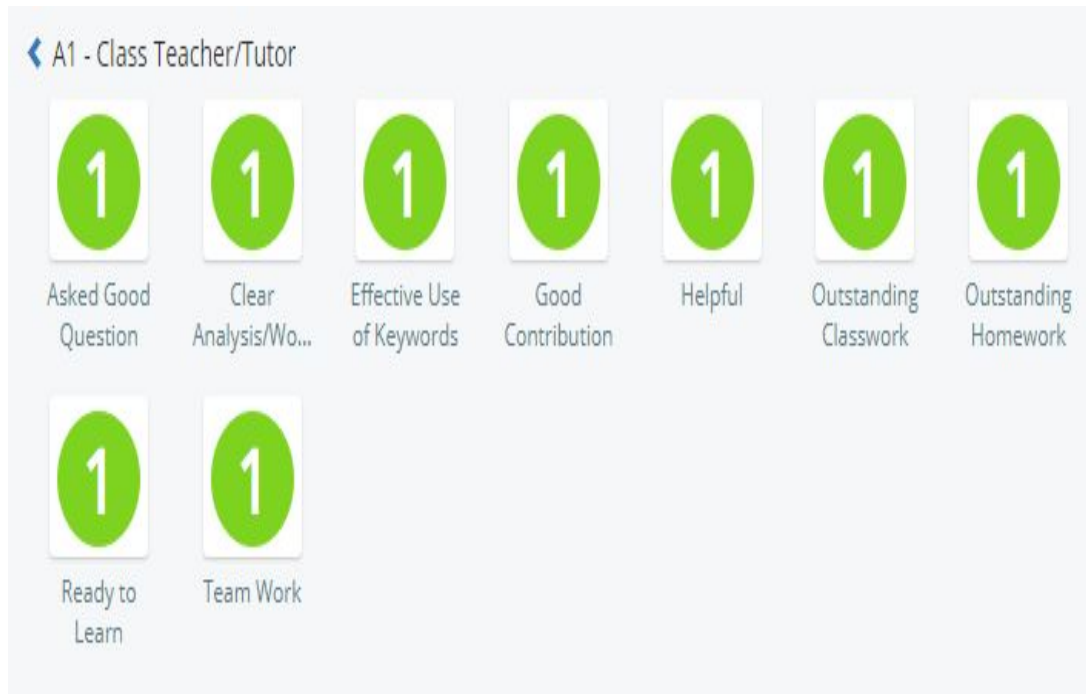 A1 - Class Teacher/Tutor
1 1 1 1 1 1 1
Asked Good Clear Effective Use Good Helpful Outstanding Outstanding
Question Analysis/Wo... of Keywords Contribution Classwork Homework
1 1
Ready to Team Work
Learn